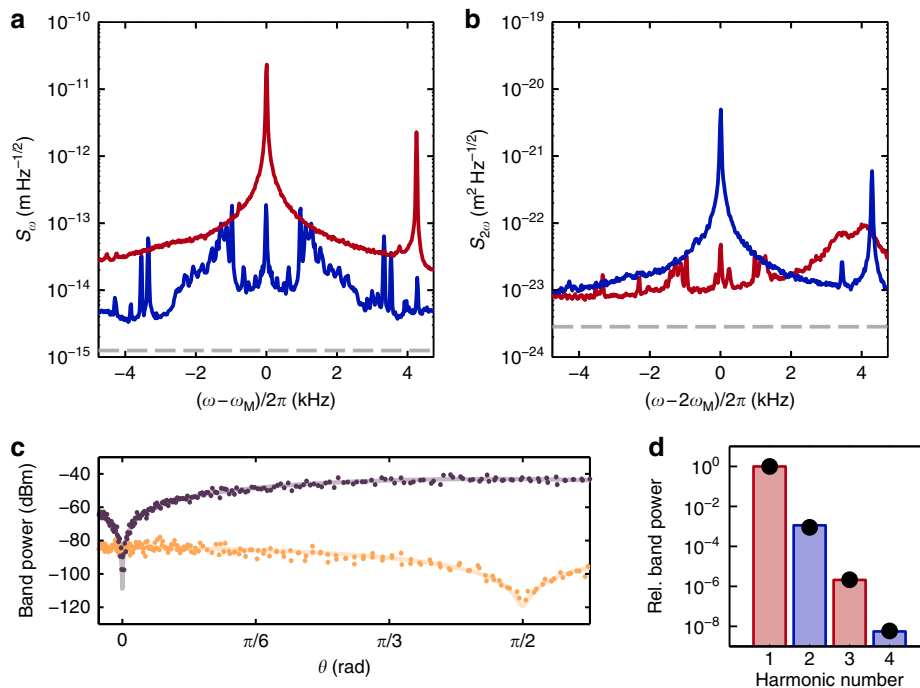 a
b
10⁻¹⁰
10⁻¹¹
10⁻¹²
10⁻¹³
10⁻¹⁴
10⁻¹⁵
S_ω (m Hz⁻¹/²)
−4 −2 0 2 4
(ω−ω_M)/2π (kHz)
10⁻¹⁹
10⁻²⁰
10⁻²¹
10⁻²²
10⁻²³
10⁻²⁴
S_2ω (m² Hz⁻¹/²)
−4 −2 0 2 4
(ω−2ω_M)/2π (kHz)
c
−40
−60
−80
−100
−120
Band power (dBm)
0 π/6 π/3 π/2
θ (rad)
d
10⁰
10⁻²
10⁻⁴
10⁻⁶
10⁻⁸
Rel. band power
1 2 3 4
Harmonic number